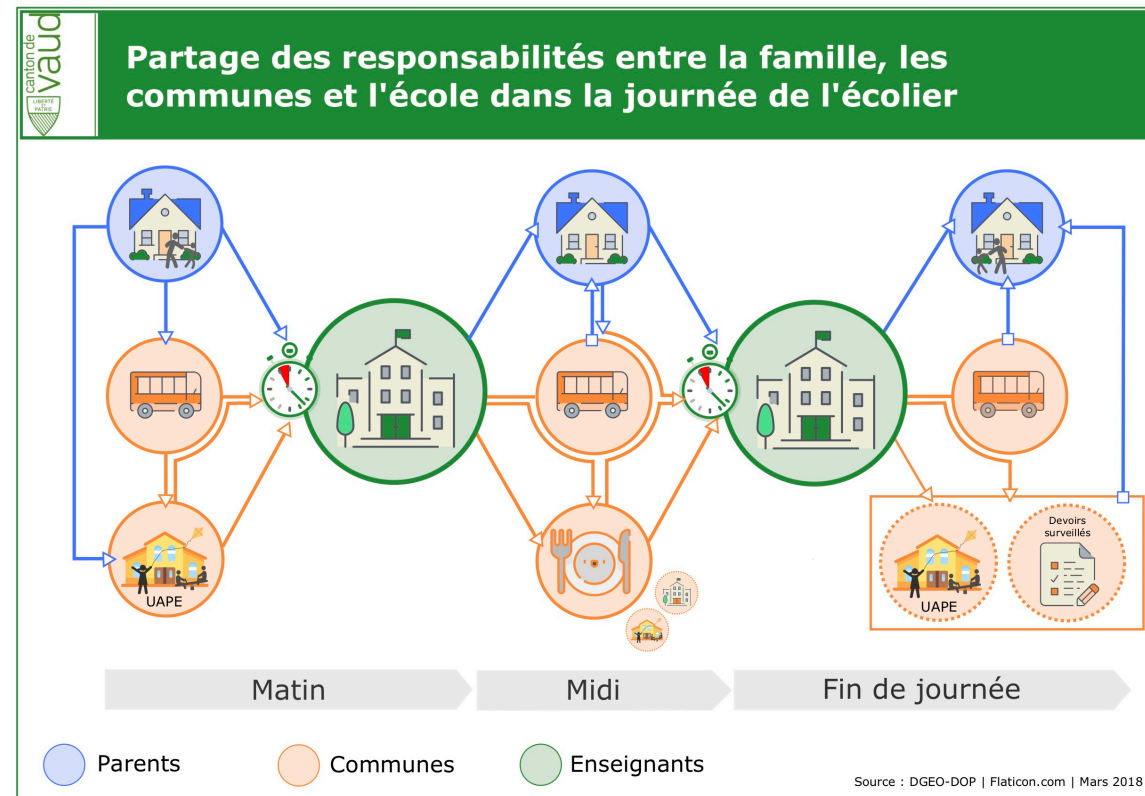 canton de
vaud
LIBERTÉ
ET
PATRIE
Partage des responsabilités entre la famille, les
communes et l'école dans la journée de l'écolier
UAPE
UAPE
Devoirs
surveillés
Matin
Midi
Fin de journée
Parents
Communes
Enseignants
Source : DGEO-DOP | Flaticon.com | Mars 2018